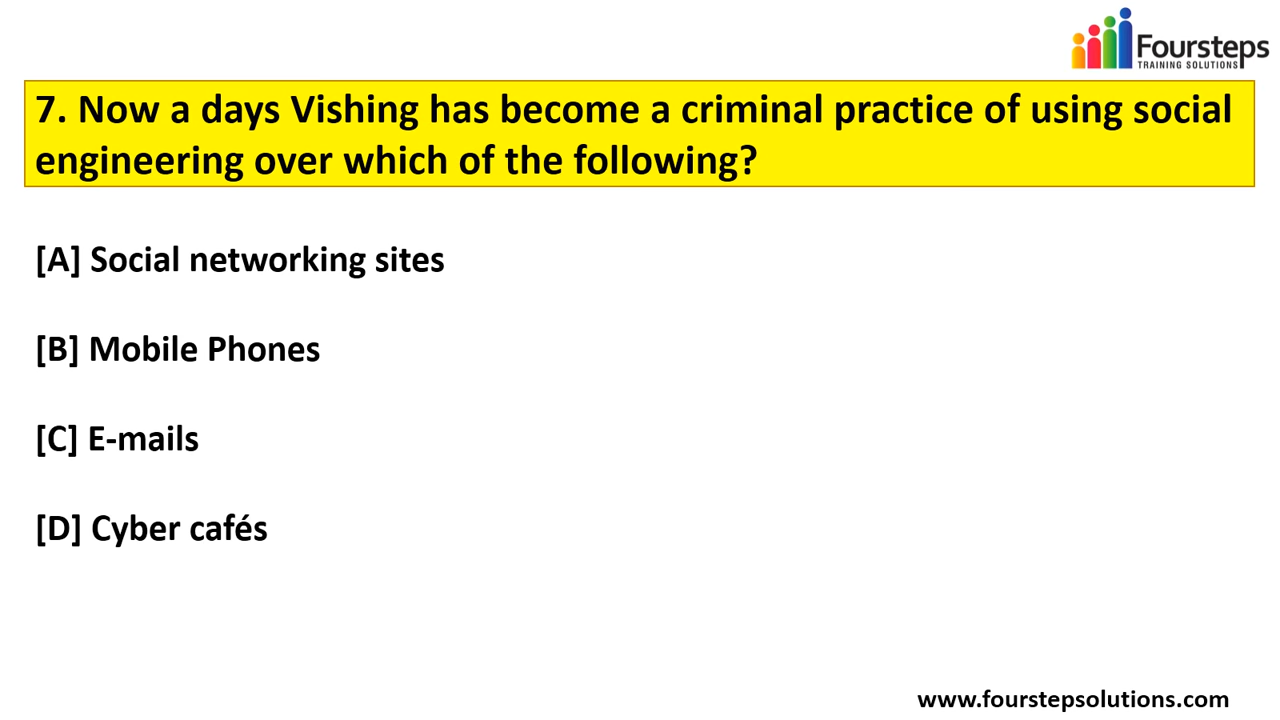 Foursteps
TRAINING SOLUTIONS
7. Now a days Vishing has become a criminal practice of using social
engineering over which of the following?
[A] Social networking sites
[B] Mobile Phones
[C] E-mails
[D] Cyber cafés
www.fourstepsolutions.com